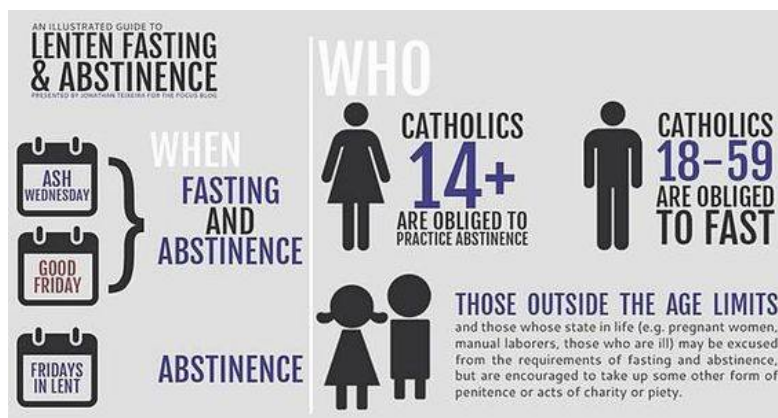 AN ILLUSTRATED GUIDE TO
LENTEN FASTING
& ABSTINENCE
PRESENTED BY JONATHAN TEIXEIRA FOR THE FOCUS BLOG
WHEN
ASH
WEDNESDAY
GOOD
FRIDAY
FASTING
AND
ABSTINENCE
FRIDAYS
IN LENT
ABSTINENCE
WHO
CATHOLICS
14+
ARE OBLIGED TO
PRACTICE ABSTINENCE
CATHOLICS
18-59
ARE OBLIGED
TO FAST
THOSE OUTSIDE THE AGE LIMITS
and those whose state in life (e.g. pregnant women,
manual laborers, those who are ill) may be excused
from the requirements of fasting and abstinence,
but are encouraged to take up some other form of
penitence or acts of charity or piety.